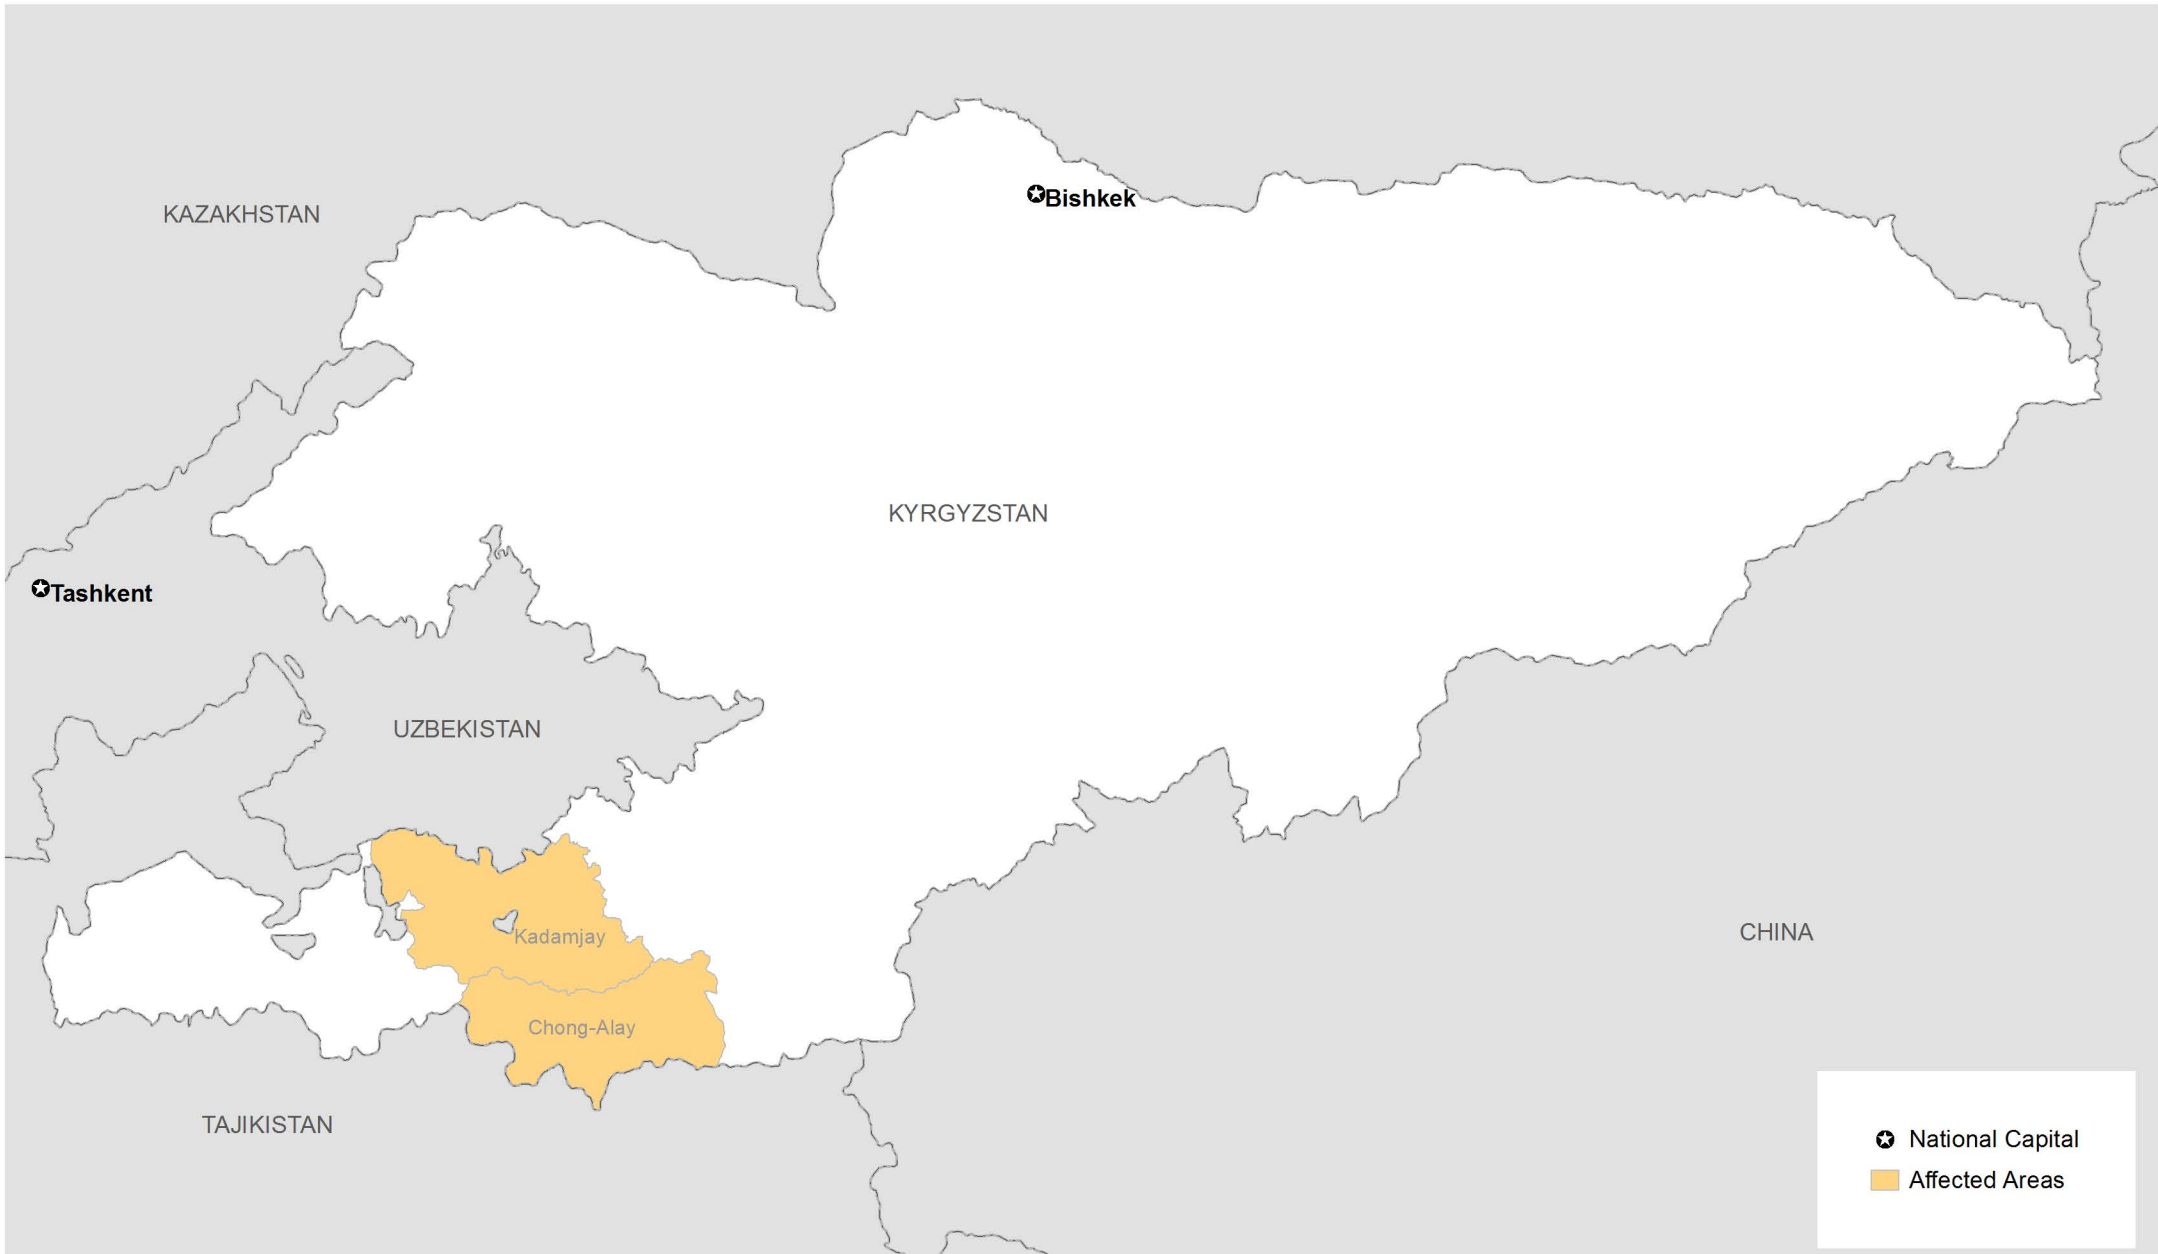 Bishkek
KAZAKHSTAN
KYRGYZSTAN
Tashkent
UZBEKISTAN
CHINA
Kadamjay
Chong-Alay
TAJIKISTAN
National Capital
Affected Areas